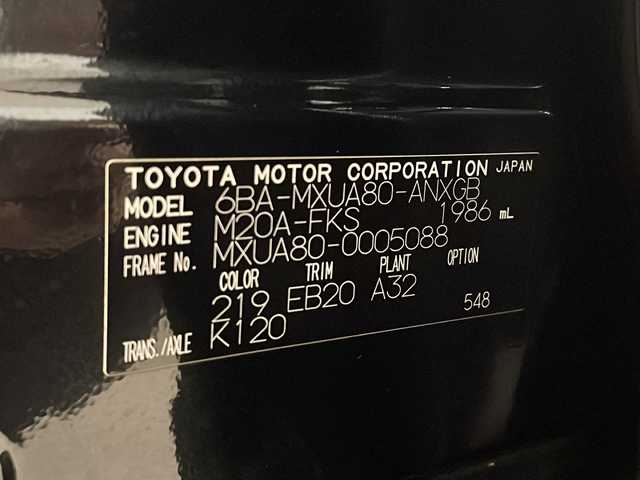 TOYOTA MOTOR CORPORATION JAPAN
MODEL 6BA-MXUA80-ANXGB
ENGINE M20A-FKS 1986 mL
FRAME No. MXUA80-0005088
COLOR TRIM PLANT OPTION
219 EB20 A32 548
TRANS./AXLE K120